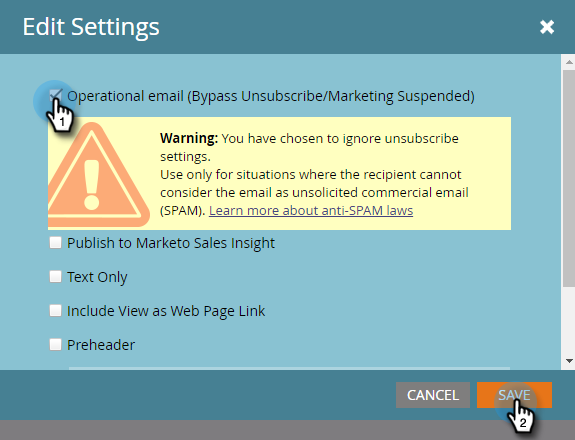 Edit Settings
Operational email (Bypass Unsubscribe/Marketing Suspended)
1
Warning: You have chosen to ignore unsubscribe
settings.
Use only for situations where the recipient cannot
consider the email as unsolicited commercial email
(SPAM). Learn more about anti-SPAM laws
Publish to Marketo Sales Insight
Text Only
Include View as Web Page Link
Preheader
CANCEL
SAVE
2